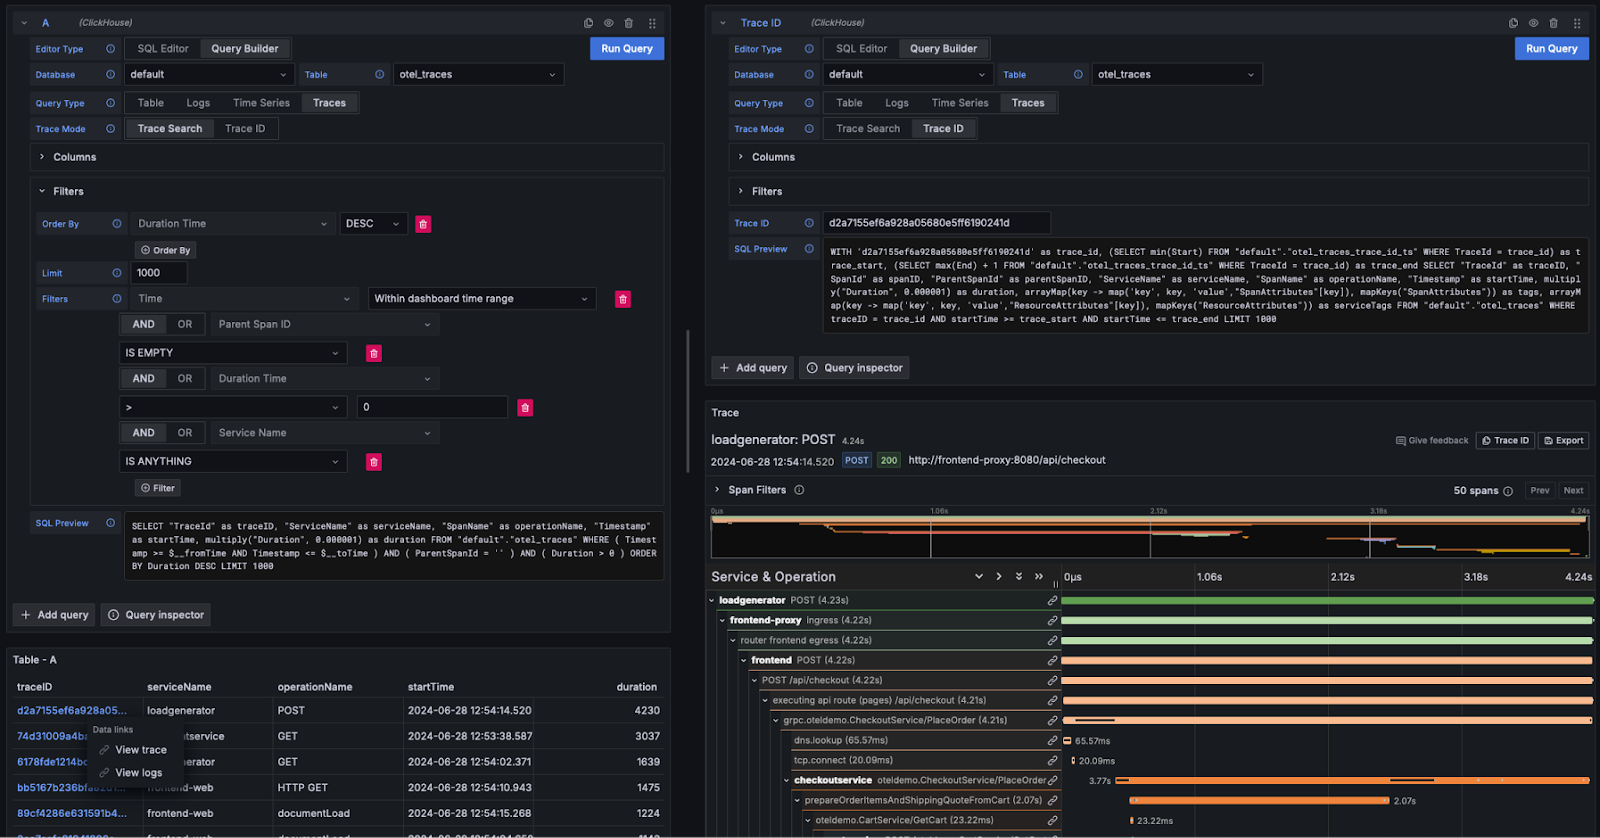 A (ClickHouse)
Editor Type SQL Editor Query Builder Run Query
Database default Table otel_traces
Query Type Table Logs Time Series Traces
Trace Mode Trace Search Trace ID
Columns
Filters
Order By Duration Time DESC
Order By
Limit 1000
Filters Time Within dashboard time range
AND OR Parent Span ID
IS EMPTY
AND OR Duration Time
> 0
AND OR Service Name
IS ANYTHING
Filter
SQL Preview SELECT "TraceId" as traceID, "ServiceName" as serviceName, "SpanName" as operationName, "Timestamp"
as startTime, multiply("Duration", 0.000001) as duration FROM "default"."otel_traces" WHERE ( Timest
amp >= $__fromTime AND Timestamp <= $__toTime ) AND ( ParentSpanId = '' ) AND ( Duration > 0 ) ORDER
BY Duration DESC LIMIT 1000
+ Add query Query inspector
Table - A
traceID serviceName operationName startTime duration
d2a7155ef6a928a05... loadgenerator POST 2024-06-28 12:54:14.520 4230
Data links
74d31009a4ba ntservice GET 2024-06-28 12:53:38.587 3037
View trace
6178fde1214bc erator GET 2024-06-28 12:54:02.371 1639
View logs
bb5167b236bfa82d1... frontend-web HTTP GET 2024-06-28 12:54:10.943 1475
89cf4286e631591b4... frontend-web documentLoad 2024-06-28 12:54:15.268 1224
Trace ID (ClickHouse)
Editor Type SQL Editor Query Builder Run Query
Database default Table otel_traces
Query Type Table Logs Time Series Traces
Trace Mode Trace Search Trace ID
Columns
Filters
Trace ID d2a7155ef6a928a05680e5ff6190241d
SQL Preview WITH 'd2a7155ef6a928a05680e5ff6190241d' as trace_id, (SELECT min(Start) FROM "default"."otel_traces_trace_id_ts" WHERE TraceId = trace_id) as t
race_start, (SELECT max(End) + 1 FROM "default"."otel_traces_trace_id_ts" WHERE TraceId = trace_id) as trace_end SELECT "TraceId" as traceID, "
SpanId" as spanID, "ParentSpanId" as parentSpanID, "ServiceName" as serviceName, "SpanName" as operationName, "Timestamp" as startTime, multipl
y("Duration", 0.000001) as duration, arrayMap(key -> map('key', key, 'value',"SpanAttributes"[key]), mapKeys("SpanAttributes")) as tags, arrayM
ap(key -> map('key', key, 'value',"ResourceAttributes"[key]), mapKeys("ResourceAttributes")) as serviceTags FROM "default"."otel_traces" WHERE
traceID = trace_id AND startTime >= trace_start AND startTime <= trace_end LIMIT 1000
+ Add query Query inspector
Trace
loadgenerator: POST 4.24s Give feedback Trace ID Export
2024-06-28 12:54:14.520 POST 200 http://frontend-proxy:8080/api/checkout
Span Filters 50 spans Prev Next
0μs 1.06s 2.12s 3.18s 4.24s
Service & Operation 0μs 1.06s 2.12s 3.18s 4.24s
loadgenerator POST (4.23s)
frontend-proxy ingress (4.22s)
router frontend egress (4.22s)
frontend POST (4.22s)
POST /api/checkout (4.22s)
executing api route (pages) /api/checkout (4.21s)
grpc.oteldemo.CheckoutService/PlaceOrder (4.21s)
dns.lookup (65.57ms) 65.57ms
tcp.connect (20.09ms) 20.09ms
checkoutservice oteldemo.CheckoutService/PlaceOrder 3.77s
prepareOrderItemsAndShippingQuoteFromCart (2.07s) 2.07s
oteldemo.CartService/GetCart (23.22ms) 23.22ms